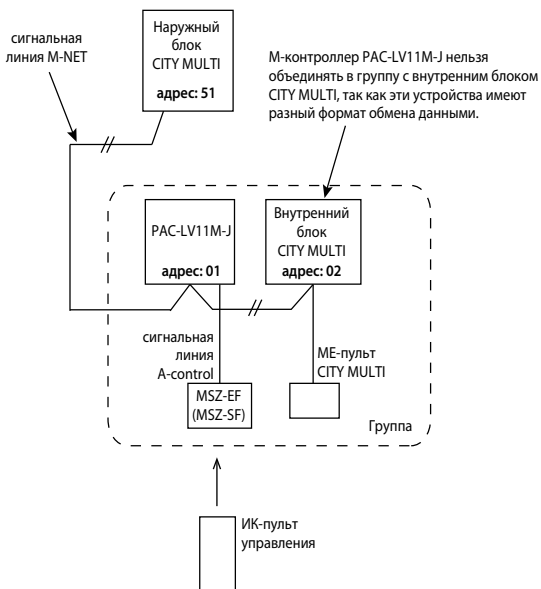 сигнальная
линия M-NET
Наружный
блок
CITY MULTI
адрес: 51
М-контроллер PAC-LV11M-J нельзя
объединять в группу с внутренним блоком
CITY MULTI, так как эти устройства имеют
разный формат обмена данными.
PAC-LV11M-J
адрес: 01
Внутренний
блок
CITY MULTI
адрес: 02
сигнальная
линия
A-control
MSZ-EF
(MSZ-SF)
МЕ-пульт
CITY MULTI
Группа
ИК-пульт
управления